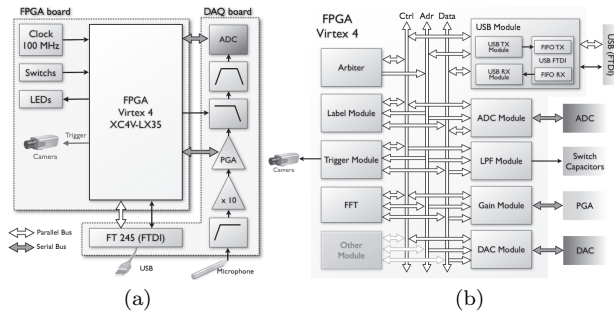 FPGA board
DAQ board
Clock
100 MHz
Switchs
LEDs
Trigger
Camera
FPGA
Virtex 4
XC4V-LX35
ADC
PGA
x 10
Parallel Bus
Serial Bus
FT 245 (FTDI)
USB
Microphone
(a)
FPGA
Virtex 4
Ctrl Adr Data
USB Module
USB TX
Module
FIFO TX
USB FTDI
USB RX
Module
FIFO RX
USB
(FTDI)
Arbiter
Label Module
ADC Module
ADC
Trigger Module
Camera
LPF Module
Switch
Capacitors
FFT
Gain Module
PGA
Other
Module
DAC Module
DAC
(b)